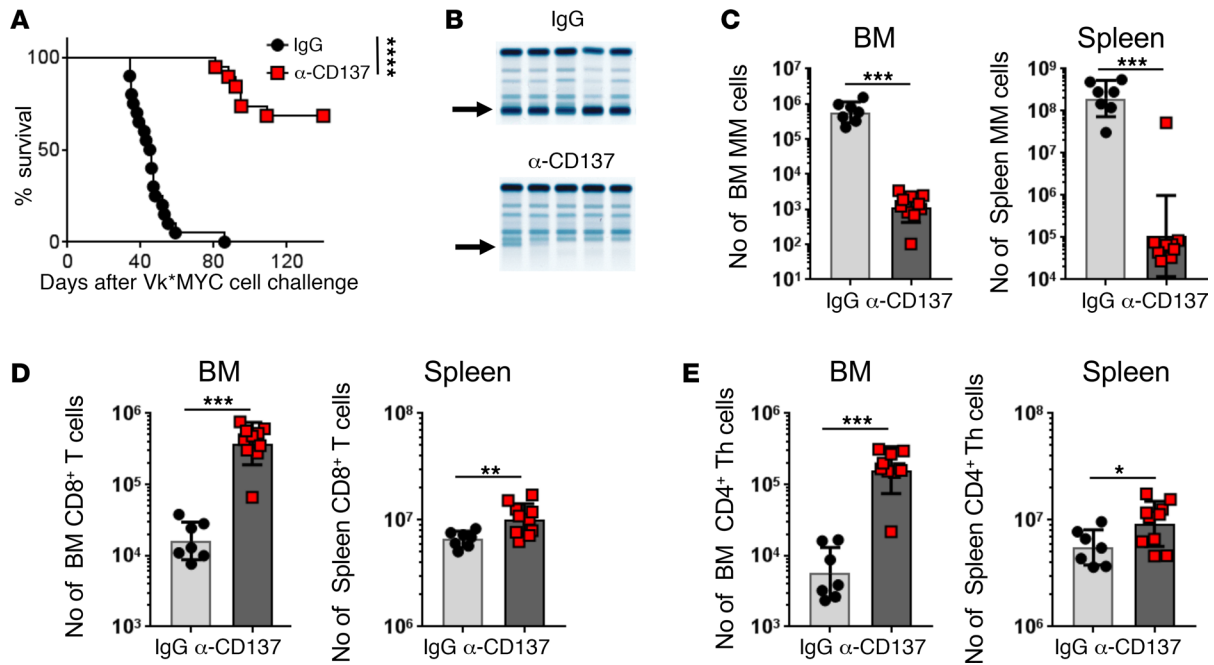 A
IgG
α-CD137
****
% survival
100
50
0
0 40 80 120
Days after Vk*MYC cell challenge
B
IgG
α-CD137
C
BM
***
No of BM MM cells
10⁷
10⁶
10⁵
10⁴
10³
10²
10¹
IgG α-CD137
Spleen
***
No of Spleen MM cells
10⁹
10⁸
10⁷
10⁶
10⁵
10⁴
IgG α-CD137
D
BM
***
No of BM CD8⁺ T cells
10⁶
10⁵
10⁴
10³
IgG α-CD137
Spleen
**
No of Spleen CD8⁺ T cells
10⁸
10⁷
10⁶
IgG α-CD137
E
BM
***
No of BM CD4⁺ Th cells
10⁶
10⁵
10⁴
10³
IgG α-CD137
Spleen
*
No of Spleen CD4⁺ Th cells
10⁸
10⁷
10⁶
IgG α-CD137